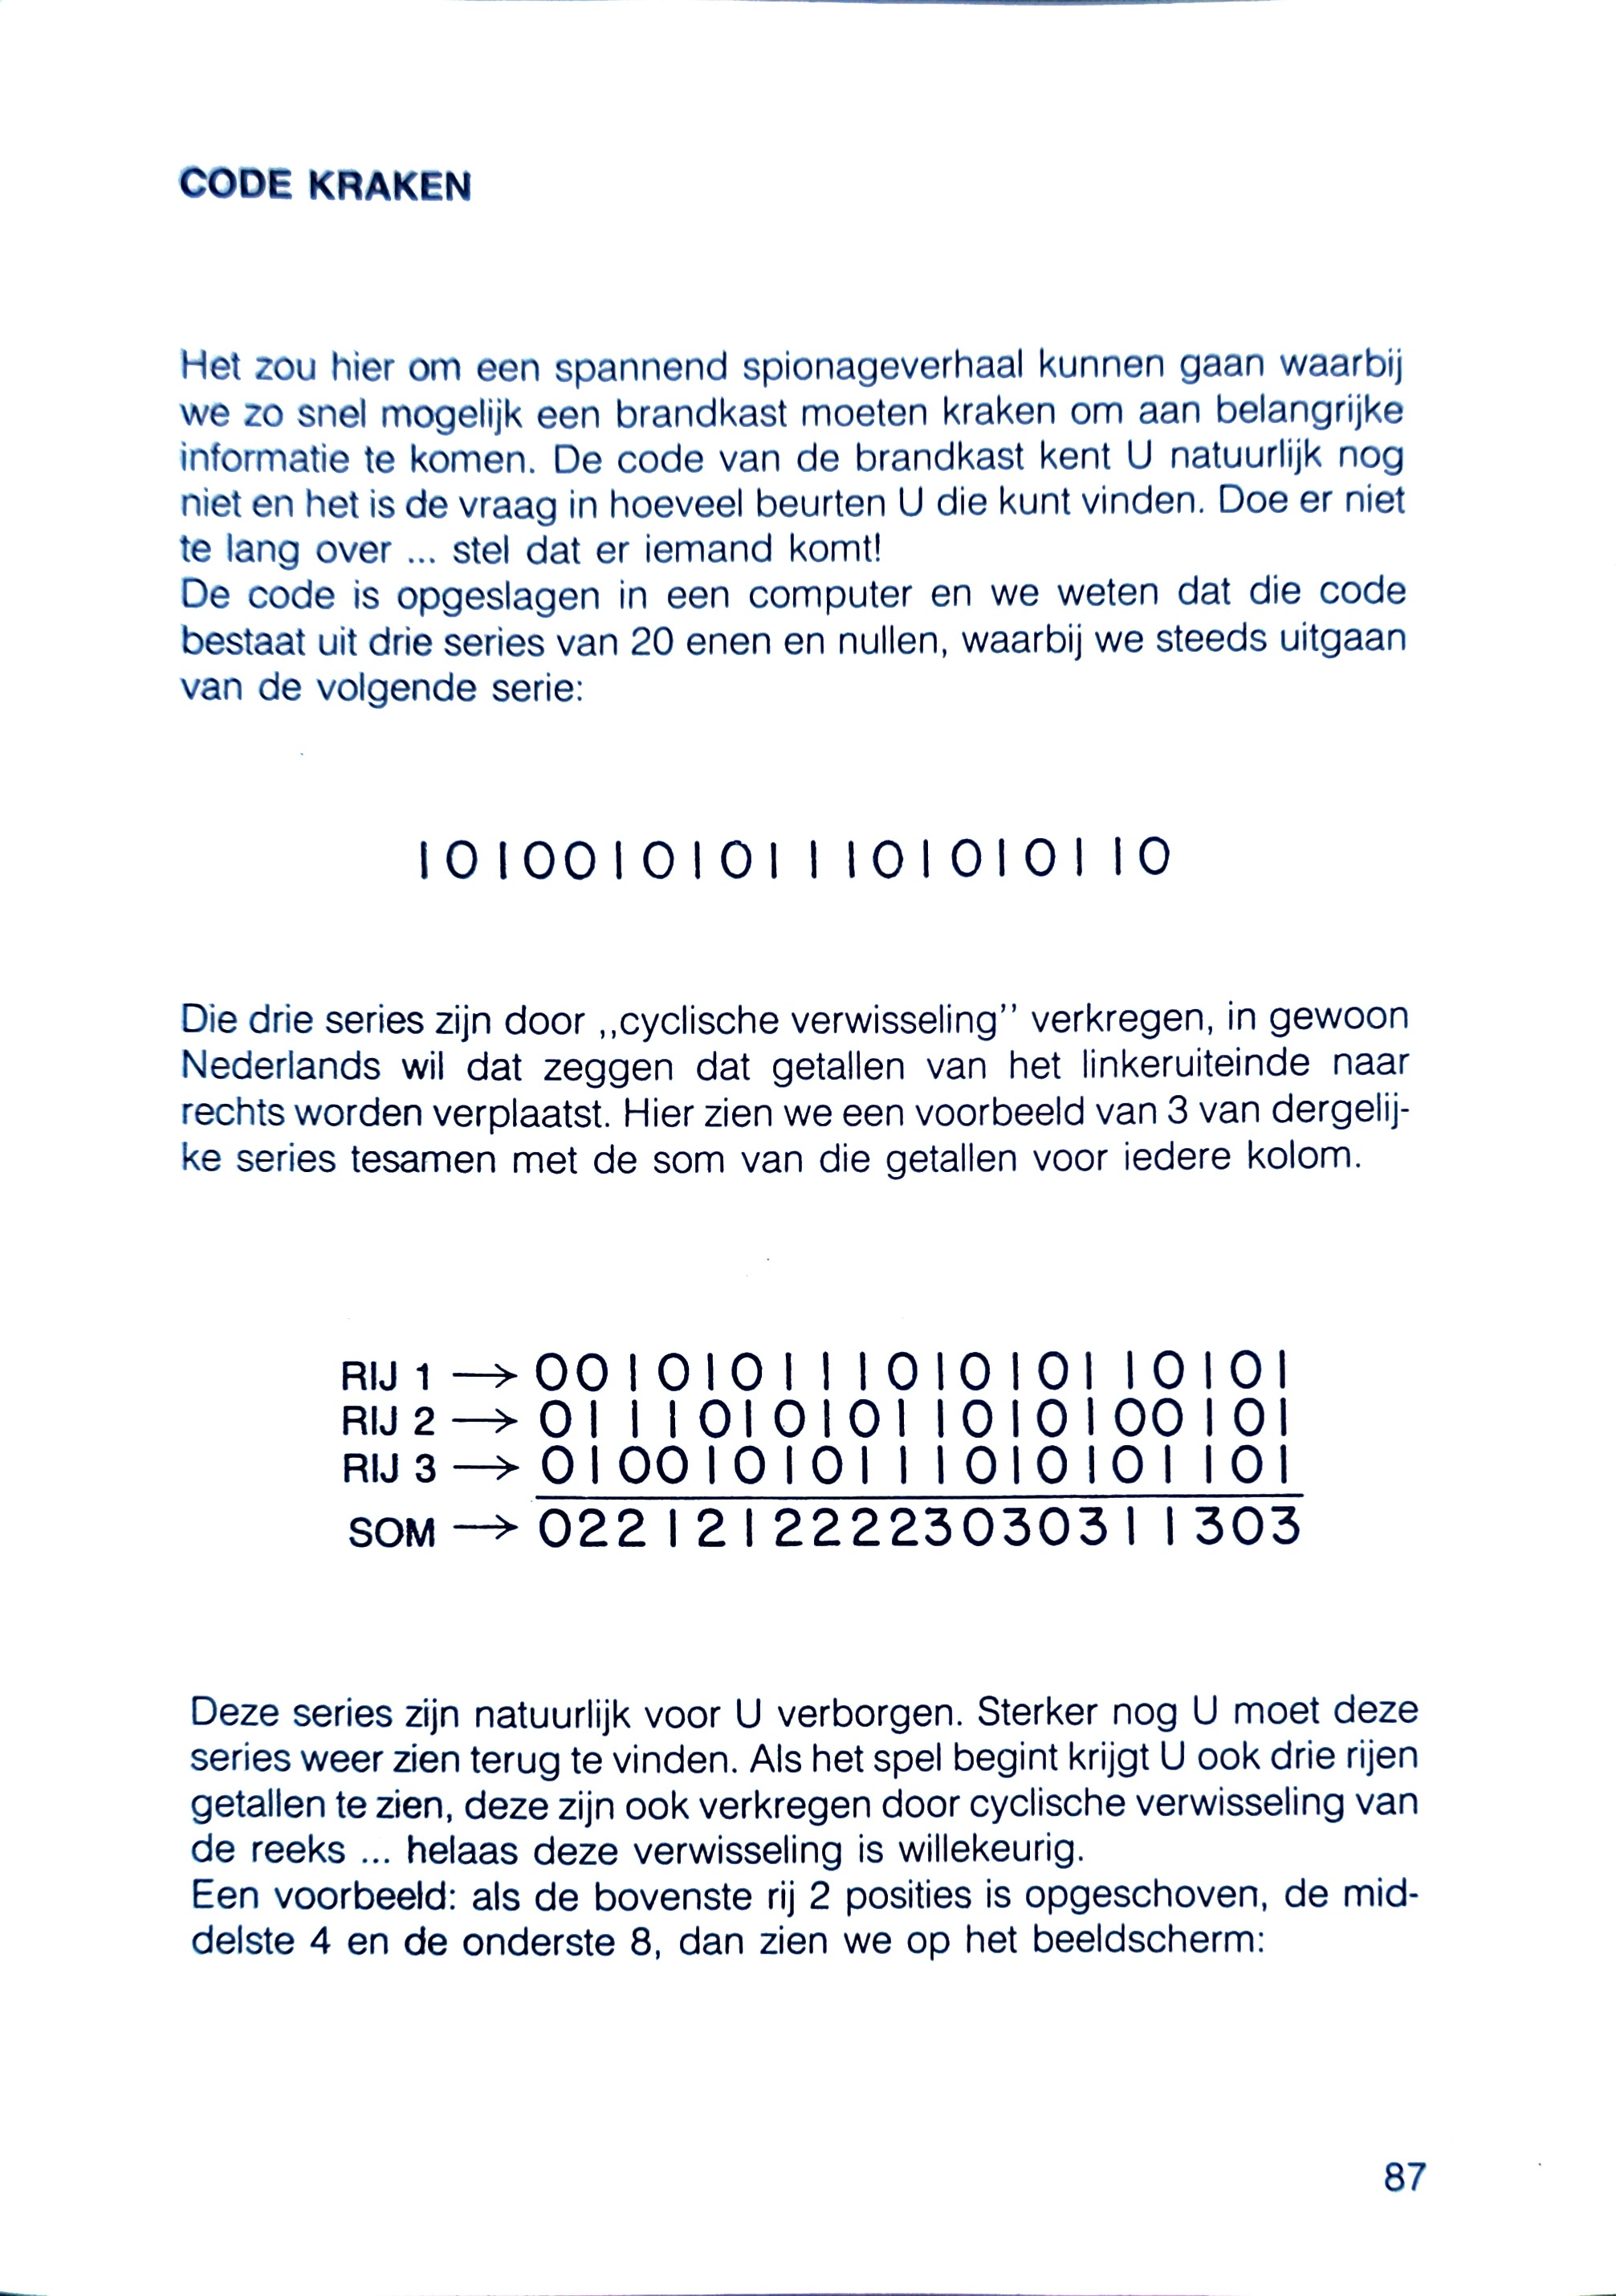 CODE KRAKEN
Het zou hier om een spannend spionageverhaal kunnen gaan waarbij
we zo snel mogelijk een brandkast moeten kraken om aan belangrijke
informatie te komen. De code van de brandkast kent U natuurlijk nog
niet en het is de vraag in hoeveel beurten U die kunt vinden. Doe er niet
te lang over ... stel dat er iemand komt!
De code is opgeslagen in een computer en we weten dat die code
bestaat uit drie series van 20 enen en nullen, waarbij we steeds uitgaan
van de volgende serie:
10100101011101010110
Die drie series zijn door ,,cyclische verwisseling'' verkregen, in gewoon
Nederlands wil dat zeggen dat getallen van het linkeruiteinde naar
rechts worden verplaatst. Hier zien we een voorbeeld van 3 van dergelij-
ke series tesamen met de som van die getallen voor iedere kolom.
RIJ 1 → 00101011101010110101
RIJ 2 → 01110101011010100101
RIJ 3 → 01001010111010101101
SOM → 02212122223030311303
Deze series zijn natuurlijk voor U verborgen. Sterker nog U moet deze
series weer zien terug te vinden. Als het spel begint krijgt U ook drie rijen
getallen te zien, deze zijn ook verkregen door cyclische verwisseling van
de reeks ... helaas deze verwisseling is willekeurig.
Een voorbeeld: als de bovenste rij 2 posities is opgeschoven, de mid-
delste 4 en de onderste 8, dan zien we op het beeldscherm:
87